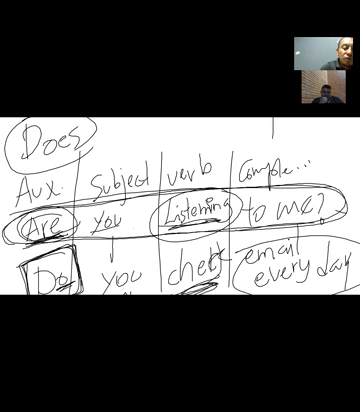 Does
Aux. Subject verb Comple...
Are you Listening to me?
Do you check email
every day